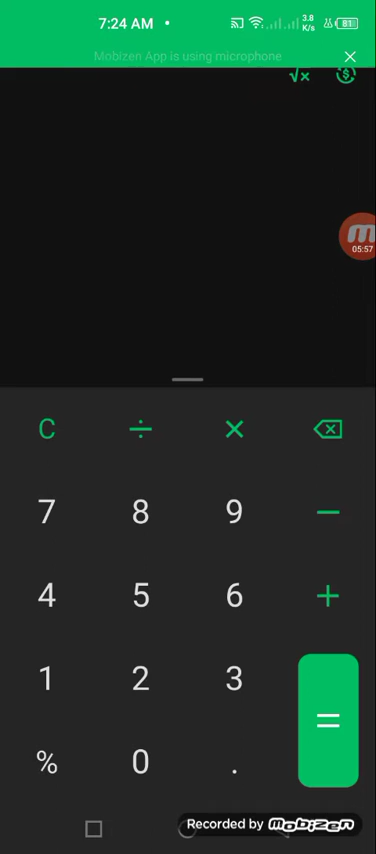 7:24 AM
3.8
K/s
81
Mobizen App is using microphone
√x
$
m
05:57
C ÷ ×
7 8 9 −
4 5 6 +
1 2 3
=
% 0 .
Recorded by mobizen